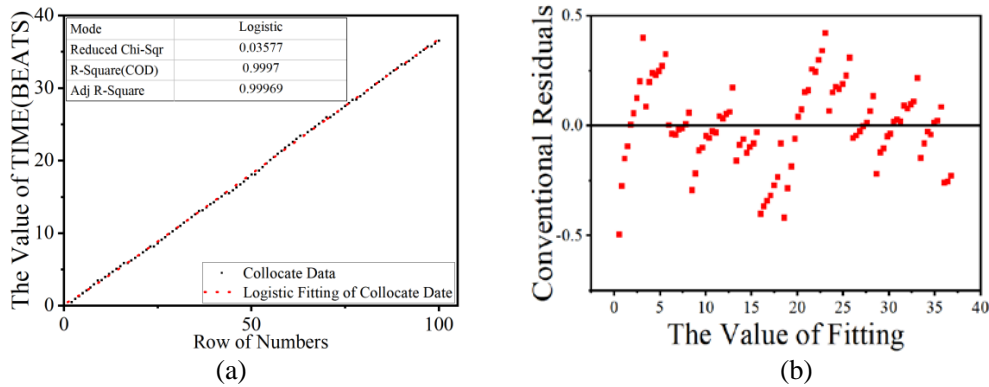 40
30
20
10
0
The Value of TIME(BEATS)
Mode Logistic
Reduced Chi-Sqr 0.03577
R-Square(COD) 0.9997
Adj R-Square 0.99969
Collocate Data
Logistic Fitting of Collocate Date
0 50 100
Row of Numbers
(a)
0.5
0.0
-0.5
Conventional Residuals
0 5 10 15 20 25 30 35 40
The Value of Fitting
(b)